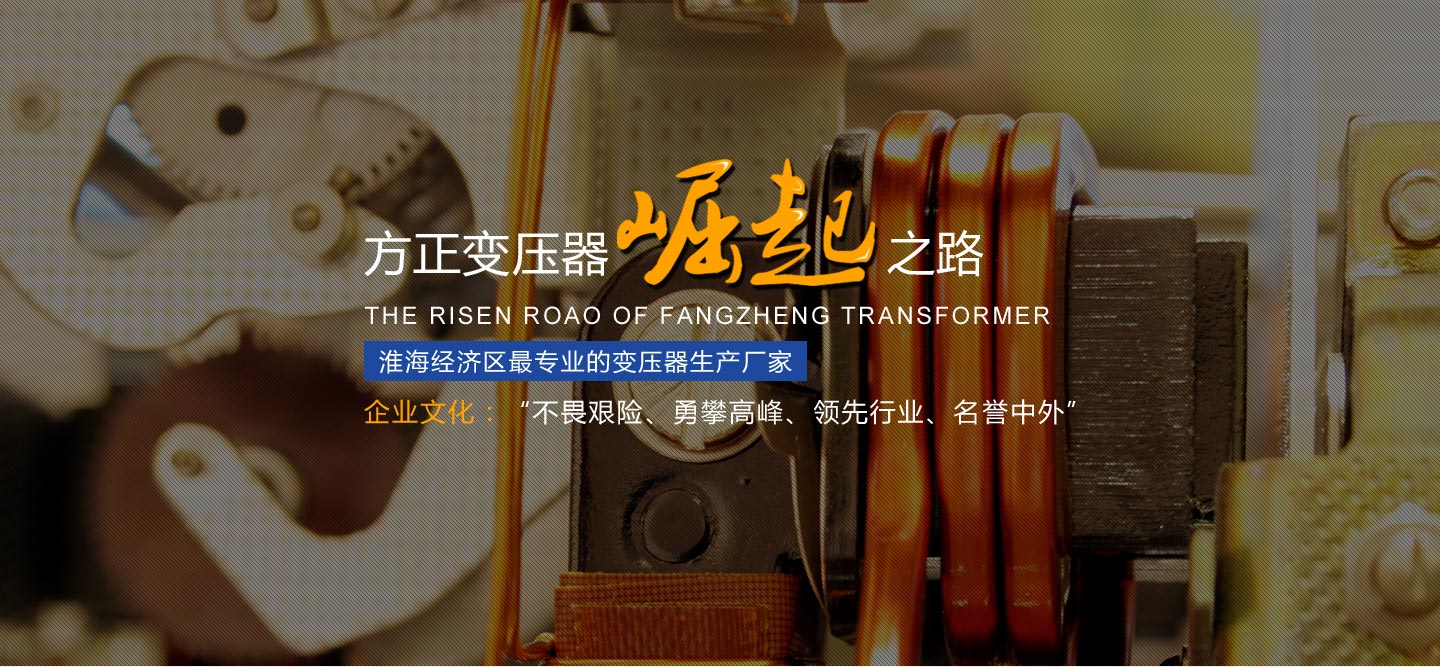 方正变压器崛起之路
THE RISEN ROAO OF FANGZHENG TRANSFORMER
淮海经济区最专业的变压器生产厂家
企业文化：“不畏艰险、勇攀高峰、领先行业、名誉中外”